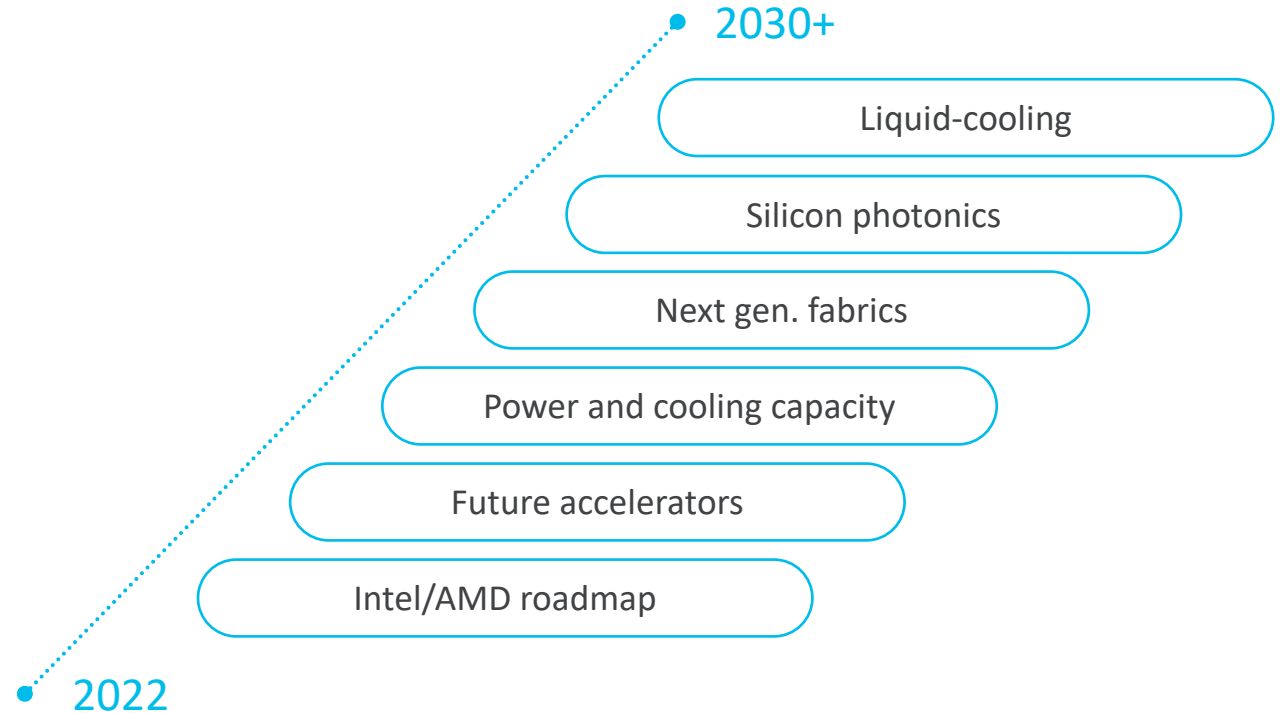 2030+
Liquid-cooling
Silicon photonics
Next gen. fabrics
Power and cooling capacity
Future accelerators
Intel/AMD roadmap
2022